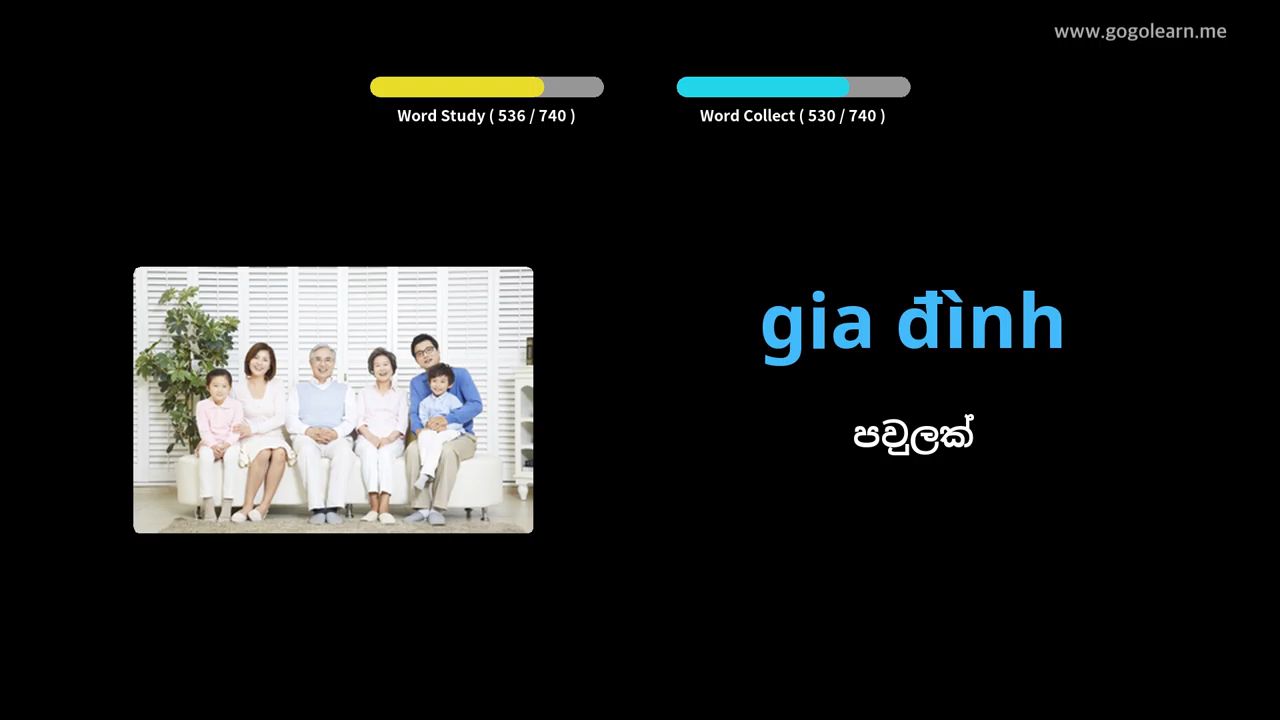 www.gogolearn.me
Word Study ( 536 / 740 )
Word Collect ( 530 / 740 )
gia đình
පවුලක්